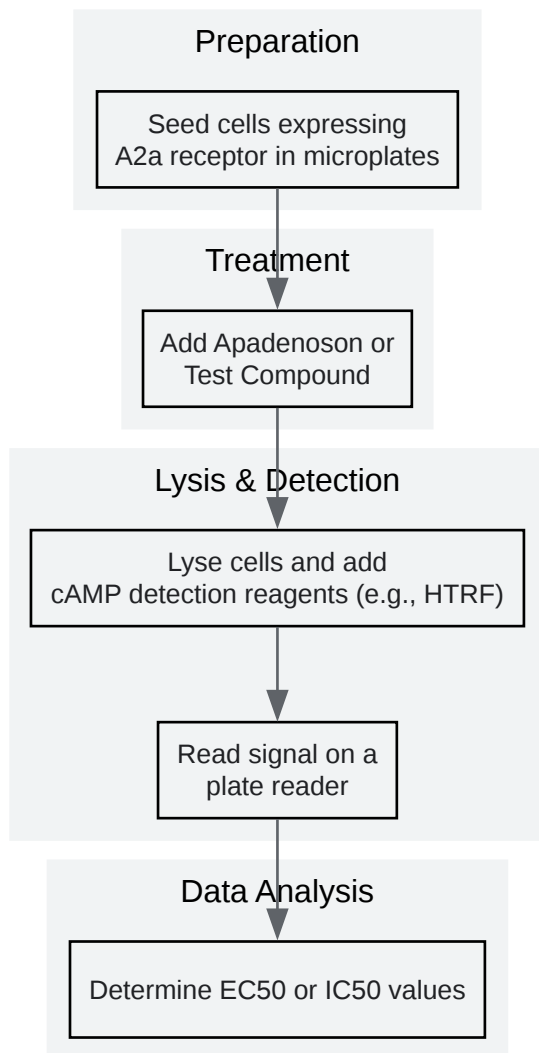 Preparation
Seed cells expressing
A2a receptor in microplates
Treatment
Add Apadenoson or
Test Compound
Lysis & Detection
Lyse cells and add
cAMP detection reagents (e.g., HTRF)
Read signal on a
plate reader
Data Analysis
Determine EC50 or IC50 values